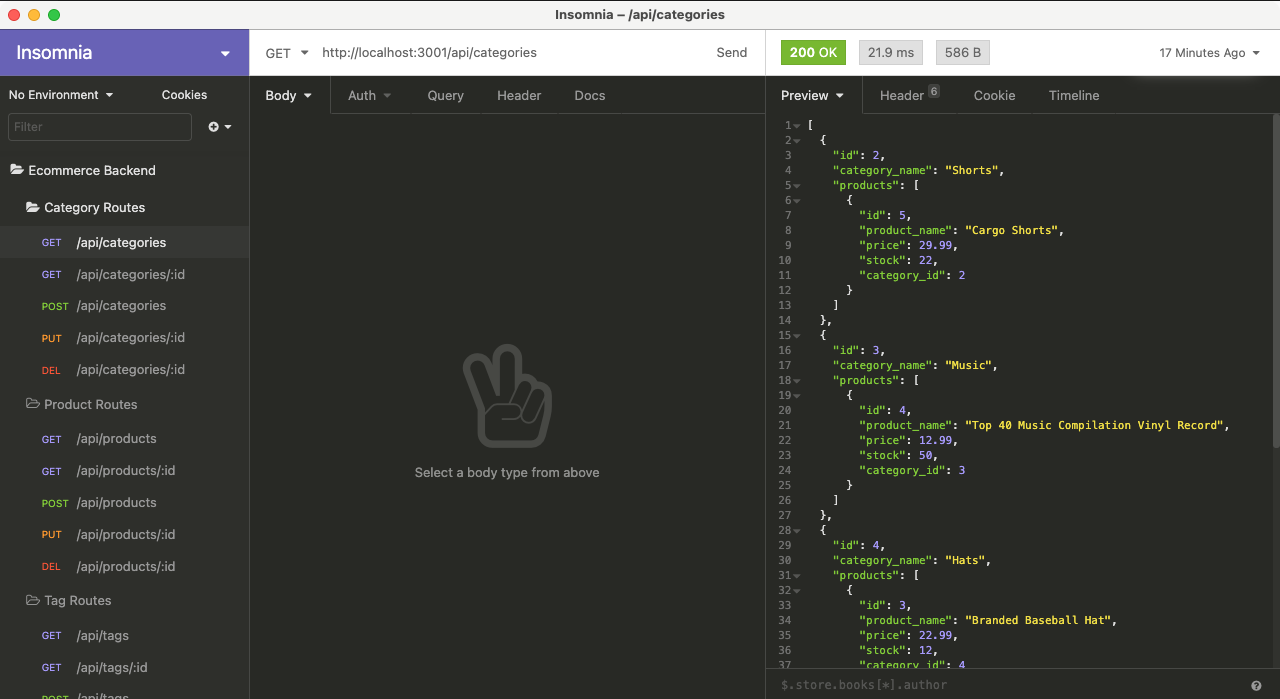 Insomnia – /api/categories
Insomnia
GET http://localhost:3001/api/categories Send
200 OK 21.9 ms 586 B 17 Minutes Ago
No Environment Cookies
Filter
Ecommerce Backend
Category Routes
GET /api/categories
GET /api/categories/:id
POST /api/categories
PUT /api/categories/:id
DEL /api/categories/:id
Product Routes
GET /api/products
GET /api/products/:id
POST /api/products
PUT /api/products/:id
DEL /api/products/:id
Tag Routes
GET /api/tags
GET /api/tags/:id
POST /api/tags
Body Auth Query Header Docs
Select a body type from above
Preview Header 6 Cookie Timeline
1 [
2 {
3 "id": 2,
4 "category_name": "Shorts",
5 "products": [
6 {
7 "id": 5,
8 "product_name": "Cargo Shorts",
9 "price": 29.99,
10 "stock": 22,
11 "category_id": 2
12 }
13 ]
14 },
15 {
16 "id": 3,
17 "category_name": "Music",
18 "products": [
19 {
20 "id": 4,
21 "product_name": "Top 40 Music Compilation Vinyl Record",
22 "price": 12.99,
23 "stock": 50,
24 "category_id": 3
25 }
26 ]
27 },
28 {
29 "id": 4,
30 "category_name": "Hats",
31 "products": [
32 {
33 "id": 3,
34 "product_name": "Branded Baseball Hat",
35 "price": 22.99,
36 "stock": 12,
37 "category_id": 4
$.store.books[*].author